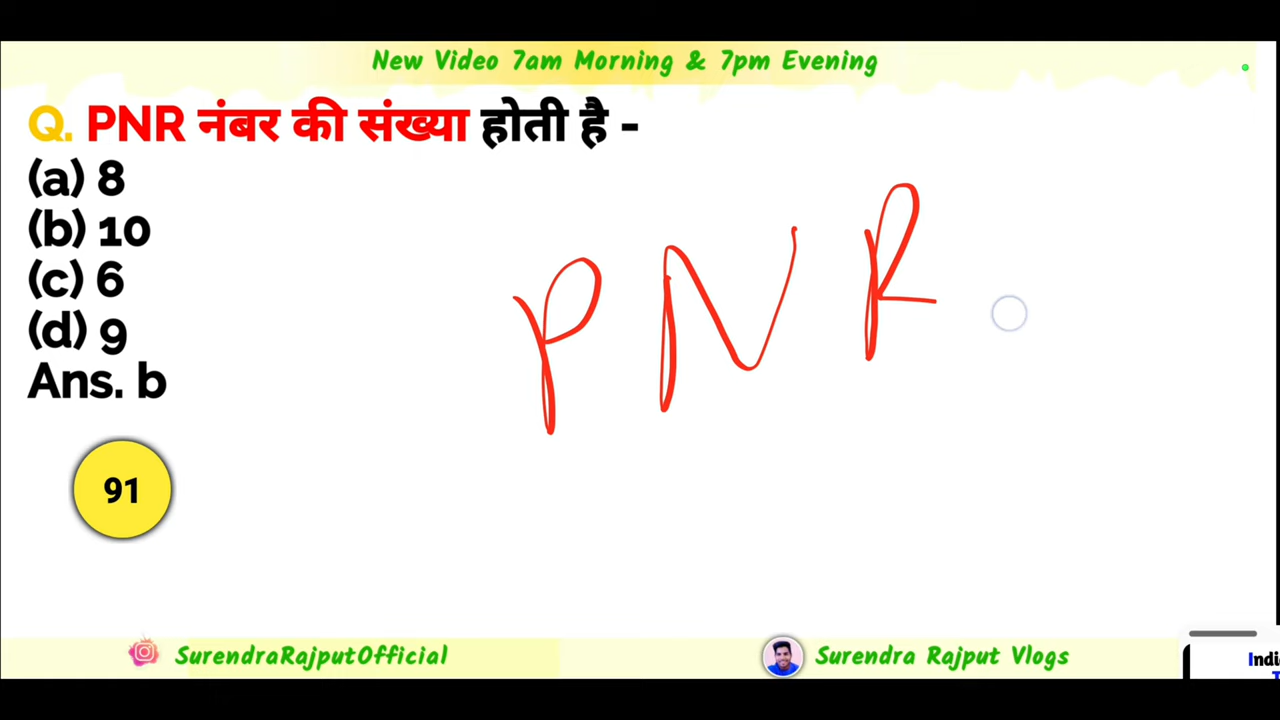 New Video 7am Morning & 7pm Evening
Q. PNR नंबर की संख्या होती है -
(a) 8
(b) 10
(c) 6
(d) 9
Ans. b
PNR
91
SurendraRajputOfficial
Surendra Rajput Vlogs